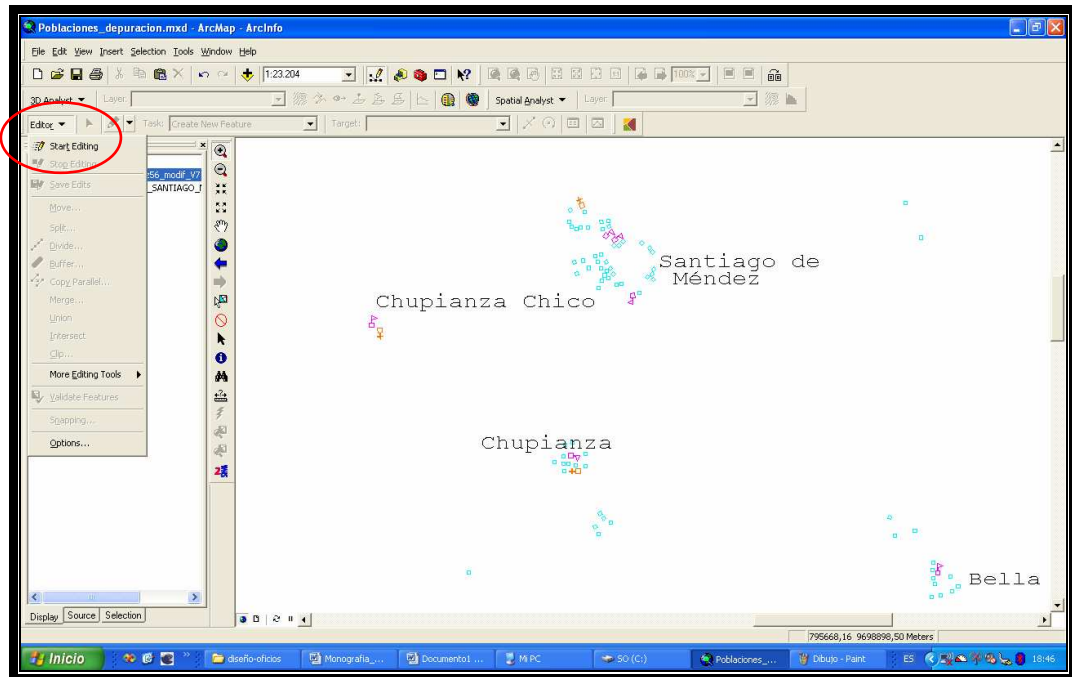 Poblaciones_depuracion.mxd - ArcMap - ArcInfo
File Edit View Insert Selection Tools Window Help
1:23.204
100%
3D Analyst Layer:
Spatial Analyst Layer:
Editor Task: Create New Feature Target:
Start Editing
Stop Editing
Save Edits
Move...
Split...
Divide...
Buffer...
Copy Parallel...
Merge...
Union
Intersect
Clip...
More Editing Tools
Validate Features
Snapping...
Options...
:56_modif_V7
_SANTIAGO_
Santiago de
Méndez
Chupianza Chico
Chupianza
Bella
Display Source Selection
795668,16 9698898,50 Meters
Inicio
diseño-oficios
Monografia_...
Documento1 ...
Mi PC
SO (C:)
Poblaciones_...
Dibujo - Paint
ES
18:46